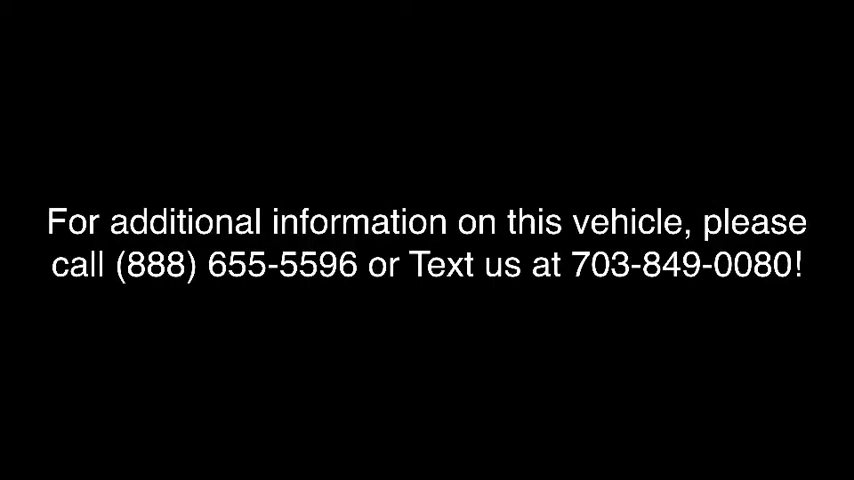 For additional information on this vehicle, please
call (888) 655-5596 or Text us at 703-849-0080!